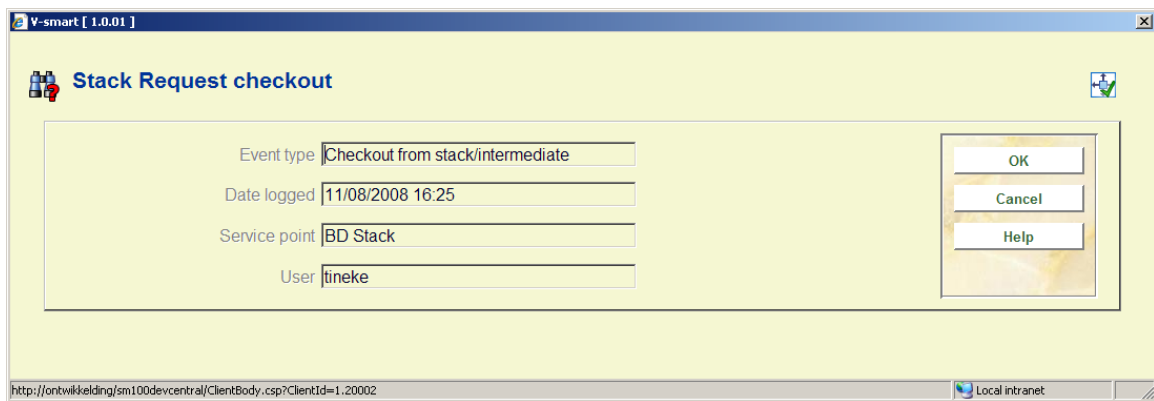 V-smart [ 1.0.01 ]
Stack Request checkout
Event type Checkout from stack/intermediate
OK
Date logged 11/08/2008 16:25
Cancel
Service point BD Stack
Help
User tineke
http://ontwikkelding/sm100devcentral/ClientBody.csp?ClientId=1.20002
Local intranet